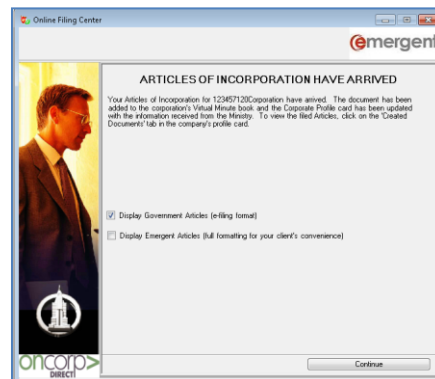 Online Filing Center
emergent
ARTICLES OF INCORPORATION HAVE ARRIVED
Your Articles of Incorporation for 123457120Corporation have arrived. The document has been
added to the corporation's Virtual Minute book and the Corporate Profile card has been updated
with the information received from the Ministry. To view the filed Articles, click on the 'Created
Documents' tab in the company's profile card.
Display Government Articles (e-filing format)
Display Emergent Articles (full formatting for your client's convenience)
oncorp>
DIRECT
Continue